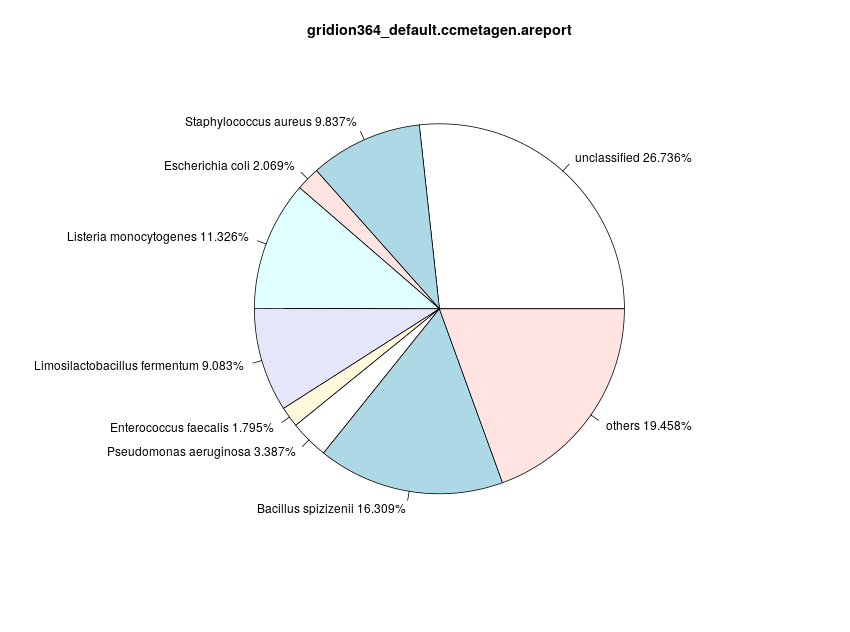 gridion364_default.ccmetagen.areport
Staphylococcus aureus 9.837%
unclassified 26.736%
Escherichia coli 2.069%
Listeria monocytogenes 11.326%
Limosilactobacillus fermentum 9.083%
Enterococcus faecalis 1.795%
others 19.458%
Pseudomonas aeruginosa 3.387%
Bacillus spizizenii 16.309%